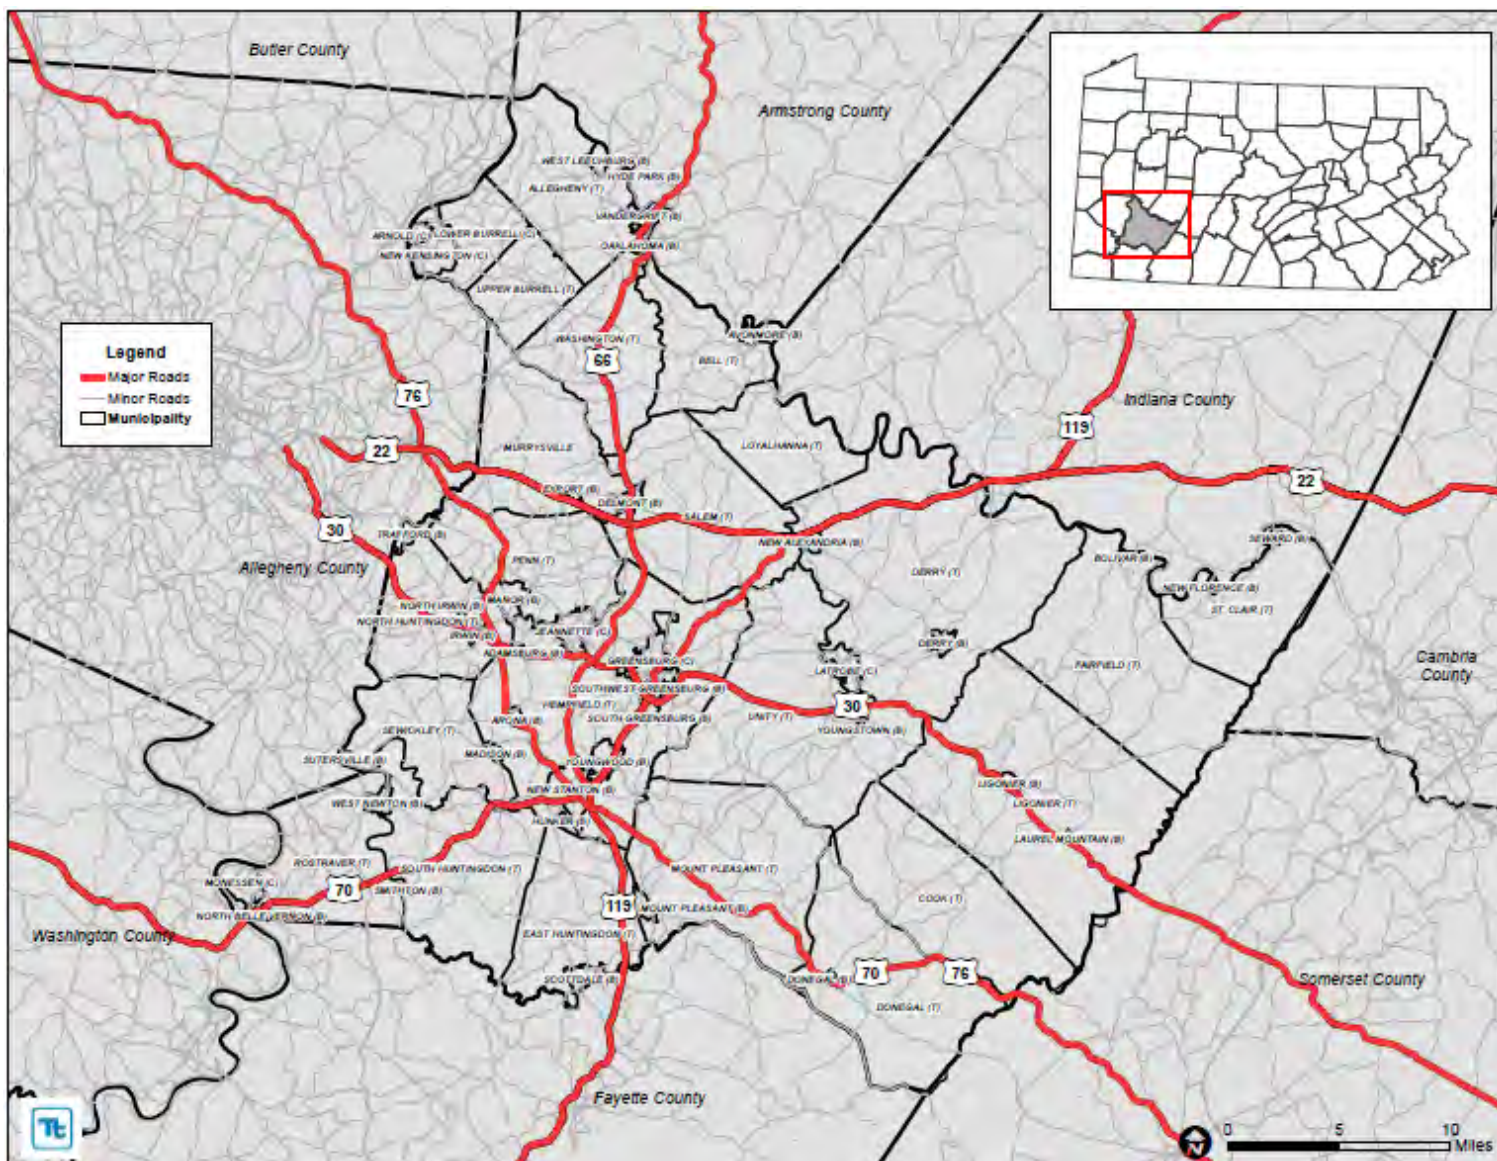 Butler County
Armstrong County
WEST LEECHBURG (B)
HYDE PARK (B)
ALLEGHENY (T)
VANDERGRIFT (B)
ARNOLD (C)
LOWER BURRELL (C)
OAKLAHOMA (B)
NEW KENSINGTON (C)
UPPER BURRELL (T)
Legend
Major Roads
Minor Roads
Municipality
WASHINGTON (T)
AVONMORE (B)
66
BELL (T)
76
Indiana County
119
22
MURRYSVILLE
LOYALHANNA (T)
22
EXPORT (B)
DELMONT (B)
SALEM (T)
30
TRAFFORD (B)
NEW ALEXANDRIA (B)
SEWARD (B)
Allegheny County
PENN (T)
DERRY (T)
BOLIVAR (B)
NEW FLORENCE (B)
ST. CLAIR (T)
MANOR (B)
NORTH IRWIN (B)
NORTH HUNTINGDON (T)
IRWIN (B)
JEANNETTE (C)
DERRY (B)
ADAMSBURG (B)
GREENSBURG (C)
LATROBE (C)
FAIRFIELD (T)
Cambria
County
SOUTHWEST GREENSBURG (B)
HEMPFIELD (T)
30
ARONA (B)
SOUTH GREENSBURG (B)
UNITY (T)
YOUNGSTOWN (B)
SEWICKLEY (T)
MADISON (B)
SUTERSVILLE (B)
YOUNGWOOD (B)
NEW STANTON (B)
LIGONIER (B)
LIGONIER (T)
WEST NEWTON (B)
HUNKER (B)
LAUREL MOUNTAIN (B)
ROSTRAVER (T)
SOUTH HUNTINGDON (T)
MOUNT PLEASANT (T)
MONESSEN (C)
70
SMITHTON (B)
COOK (T)
119
MOUNT PLEASANT (B)
NORTH BELLE VERNON (B)
Washington County
EAST HUNTINGDON (T)
SCOTTDALE (B)
DONEGAL (B)
70
76
Somerset County
DONEGAL (T)
Fayette County
Tt
N
0 5 10
Miles